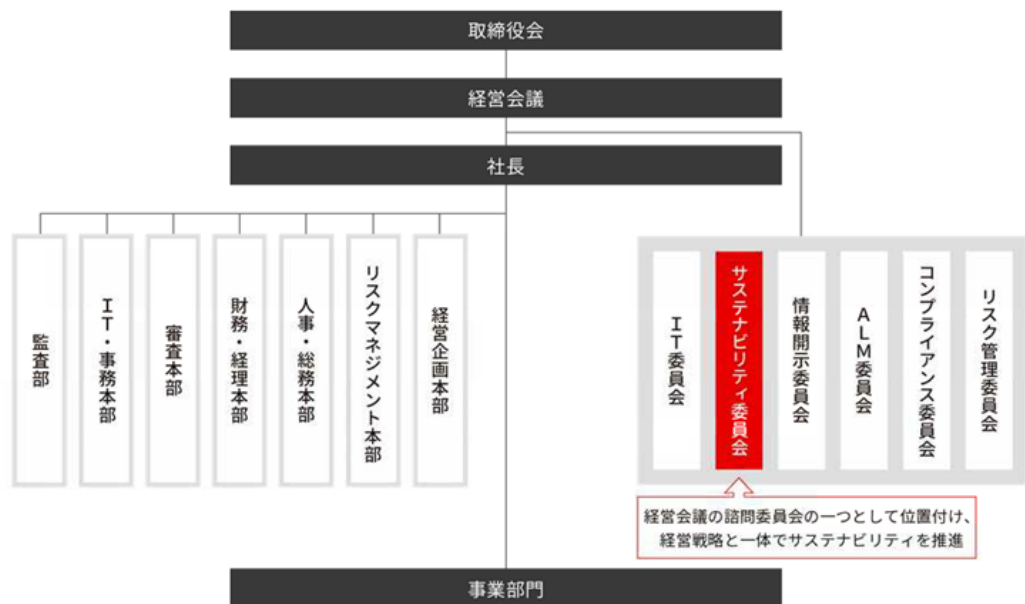 取締役会
経営会議
社長
監査部
IT・事務本部
審査本部
財務・経理本部
人事・総務本部
リスクマネジメント本部
経営企画本部
IT委員会
サステナビリティ委員会
情報開示委員会
ALM委員会
コンプライアンス委員会
リスク管理委員会
経営会議の諮問委員会の一つとして位置付け、
経営戦略と一体でサステナビリティを推進
事業部門